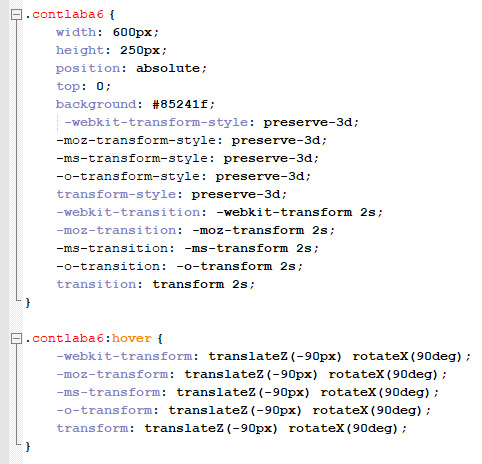 .contlaba6 {
width: 600px;
height: 250px;
position: absolute;
top: 0;
background: #85241f;
-webkit-transform-style: preserve-3d;
-moz-transform-style: preserve-3d;
-ms-transform-style: preserve-3d;
-o-transform-style: preserve-3d;
transform-style: preserve-3d;
-webkit-transition: -webkit-transform 2s;
-moz-transition: -moz-transform 2s;
-ms-transition: -ms-transform 2s;
-o-transition: -o-transform 2s;
transition: transform 2s;
}
.contlaba6:hover {
-webkit-transform: translateZ(-90px) rotateX(90deg);
-moz-transform: translateZ(-90px) rotateX(90deg);
-ms-transform: translateZ(-90px) rotateX(90deg);
-o-transform: translateZ(-90px) rotateX(90deg);
transform: translateZ(-90px) rotateX(90deg);
}